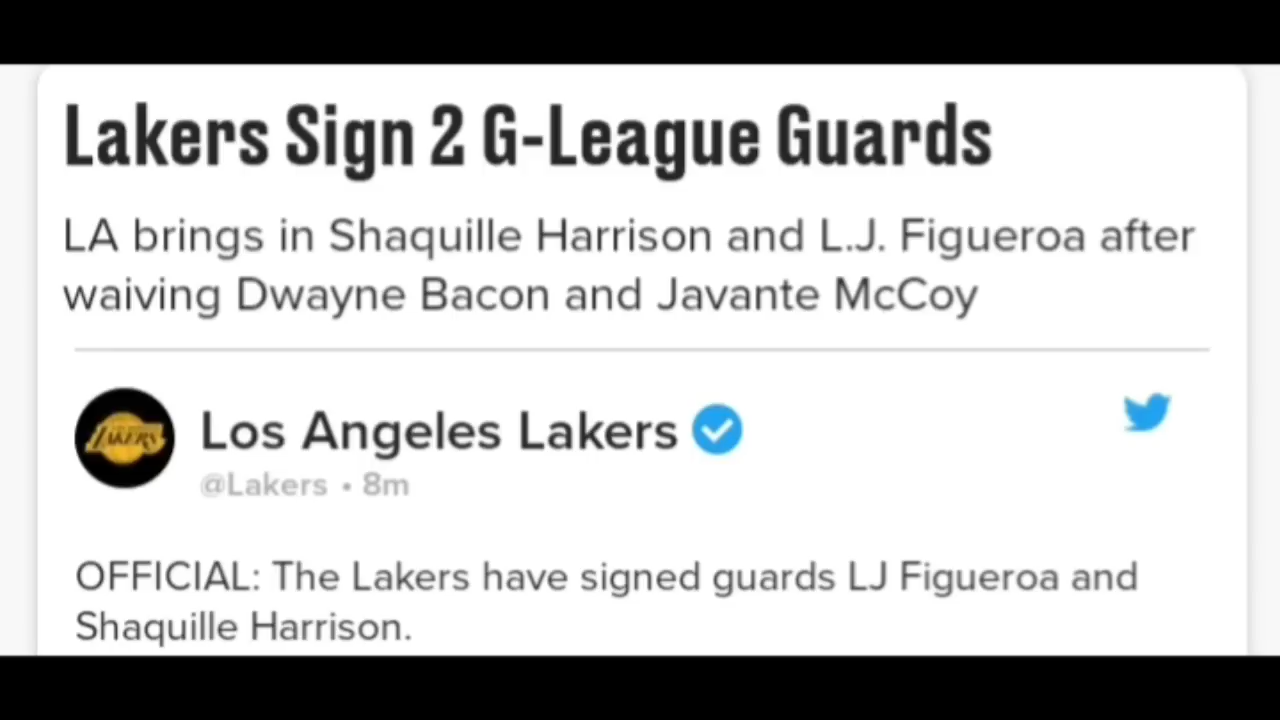 Lakers Sign 2 G-League Guards
LA brings in Shaquille Harrison and L.J. Figueroa after
waiving Dwayne Bacon and Javante McCoy
LAKERS
Los Angeles Lakers
@Lakers • 8m
OFFICIAL: The Lakers have signed guards LJ Figueroa and
Shaquille Harrison.